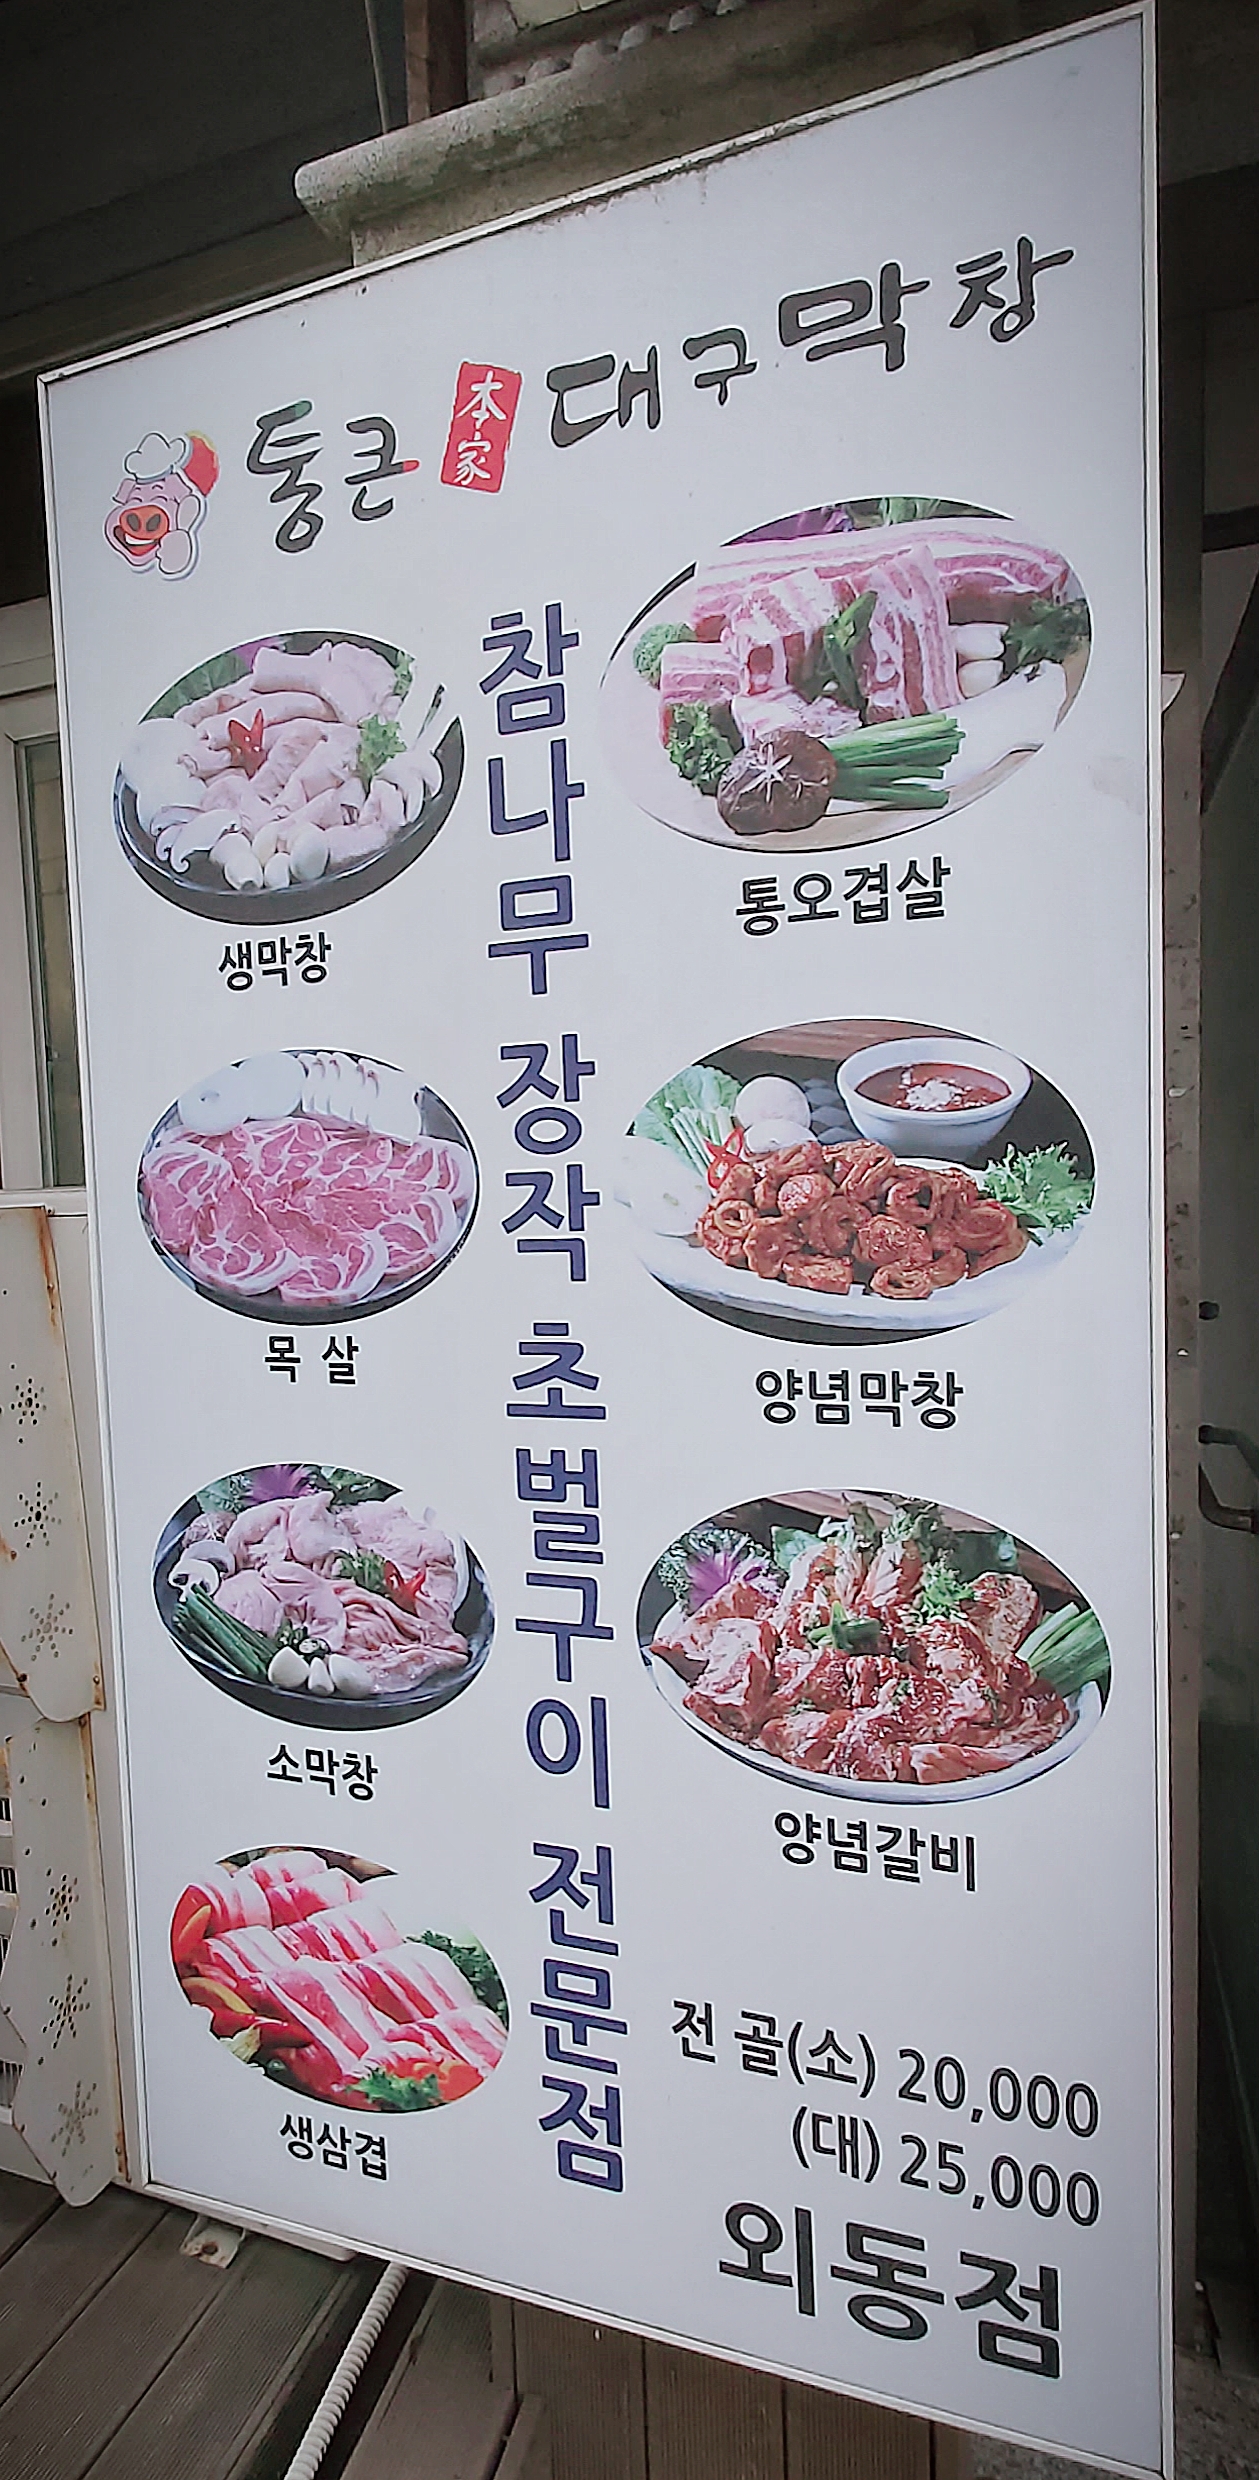 통큰 本家 대구막창
참나무 장작 초벌구이 전문점
생막창
통오겹살
목 살
양념막창
소막창
양념갈비
생삼겹
전 골(소) 20,000
(대) 25,000
외동점